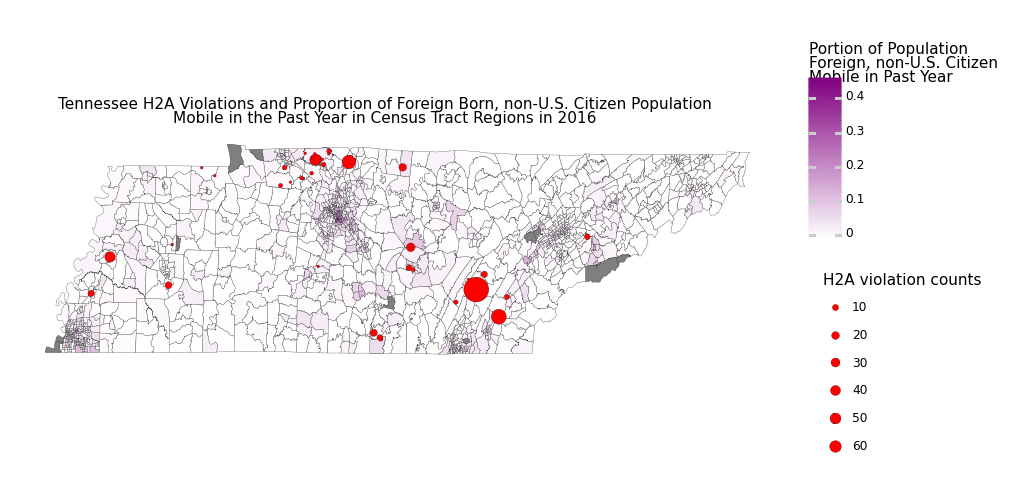 Portion of Population
Foreign, non-U.S. Citizen
Mobile in Past Year
0.4
0.3
0.2
0.1
0
Tennessee H2A Violations and Proportion of Foreign Born, non-U.S. Citizen Population
Mobile in the Past Year in Census Tract Regions in 2016
H2A violation counts
10
20
30
40
50
60